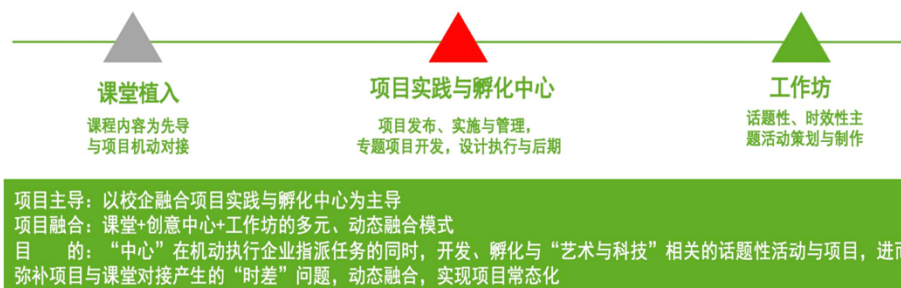 课堂植入
课程内容为先导
与项目机动对接
项目实践与孵化中心
项目发布、实施与管理，
专题项目开发，设计执行与后期
工作坊
话题性、时效性主
题活动策划与制作
项目主导：以校企融合项目实践与孵化中心为主导
项目融合：课堂+创意中心+工作坊的多元、动态融合模式
目 的：“中心”在机动执行企业指派任务的同时，开发、孵化与“艺术与科技”相关的话题性活动与项目，进而
弥补项目与课堂对接产生的“时差”问题，动态融合，实现项目常态化